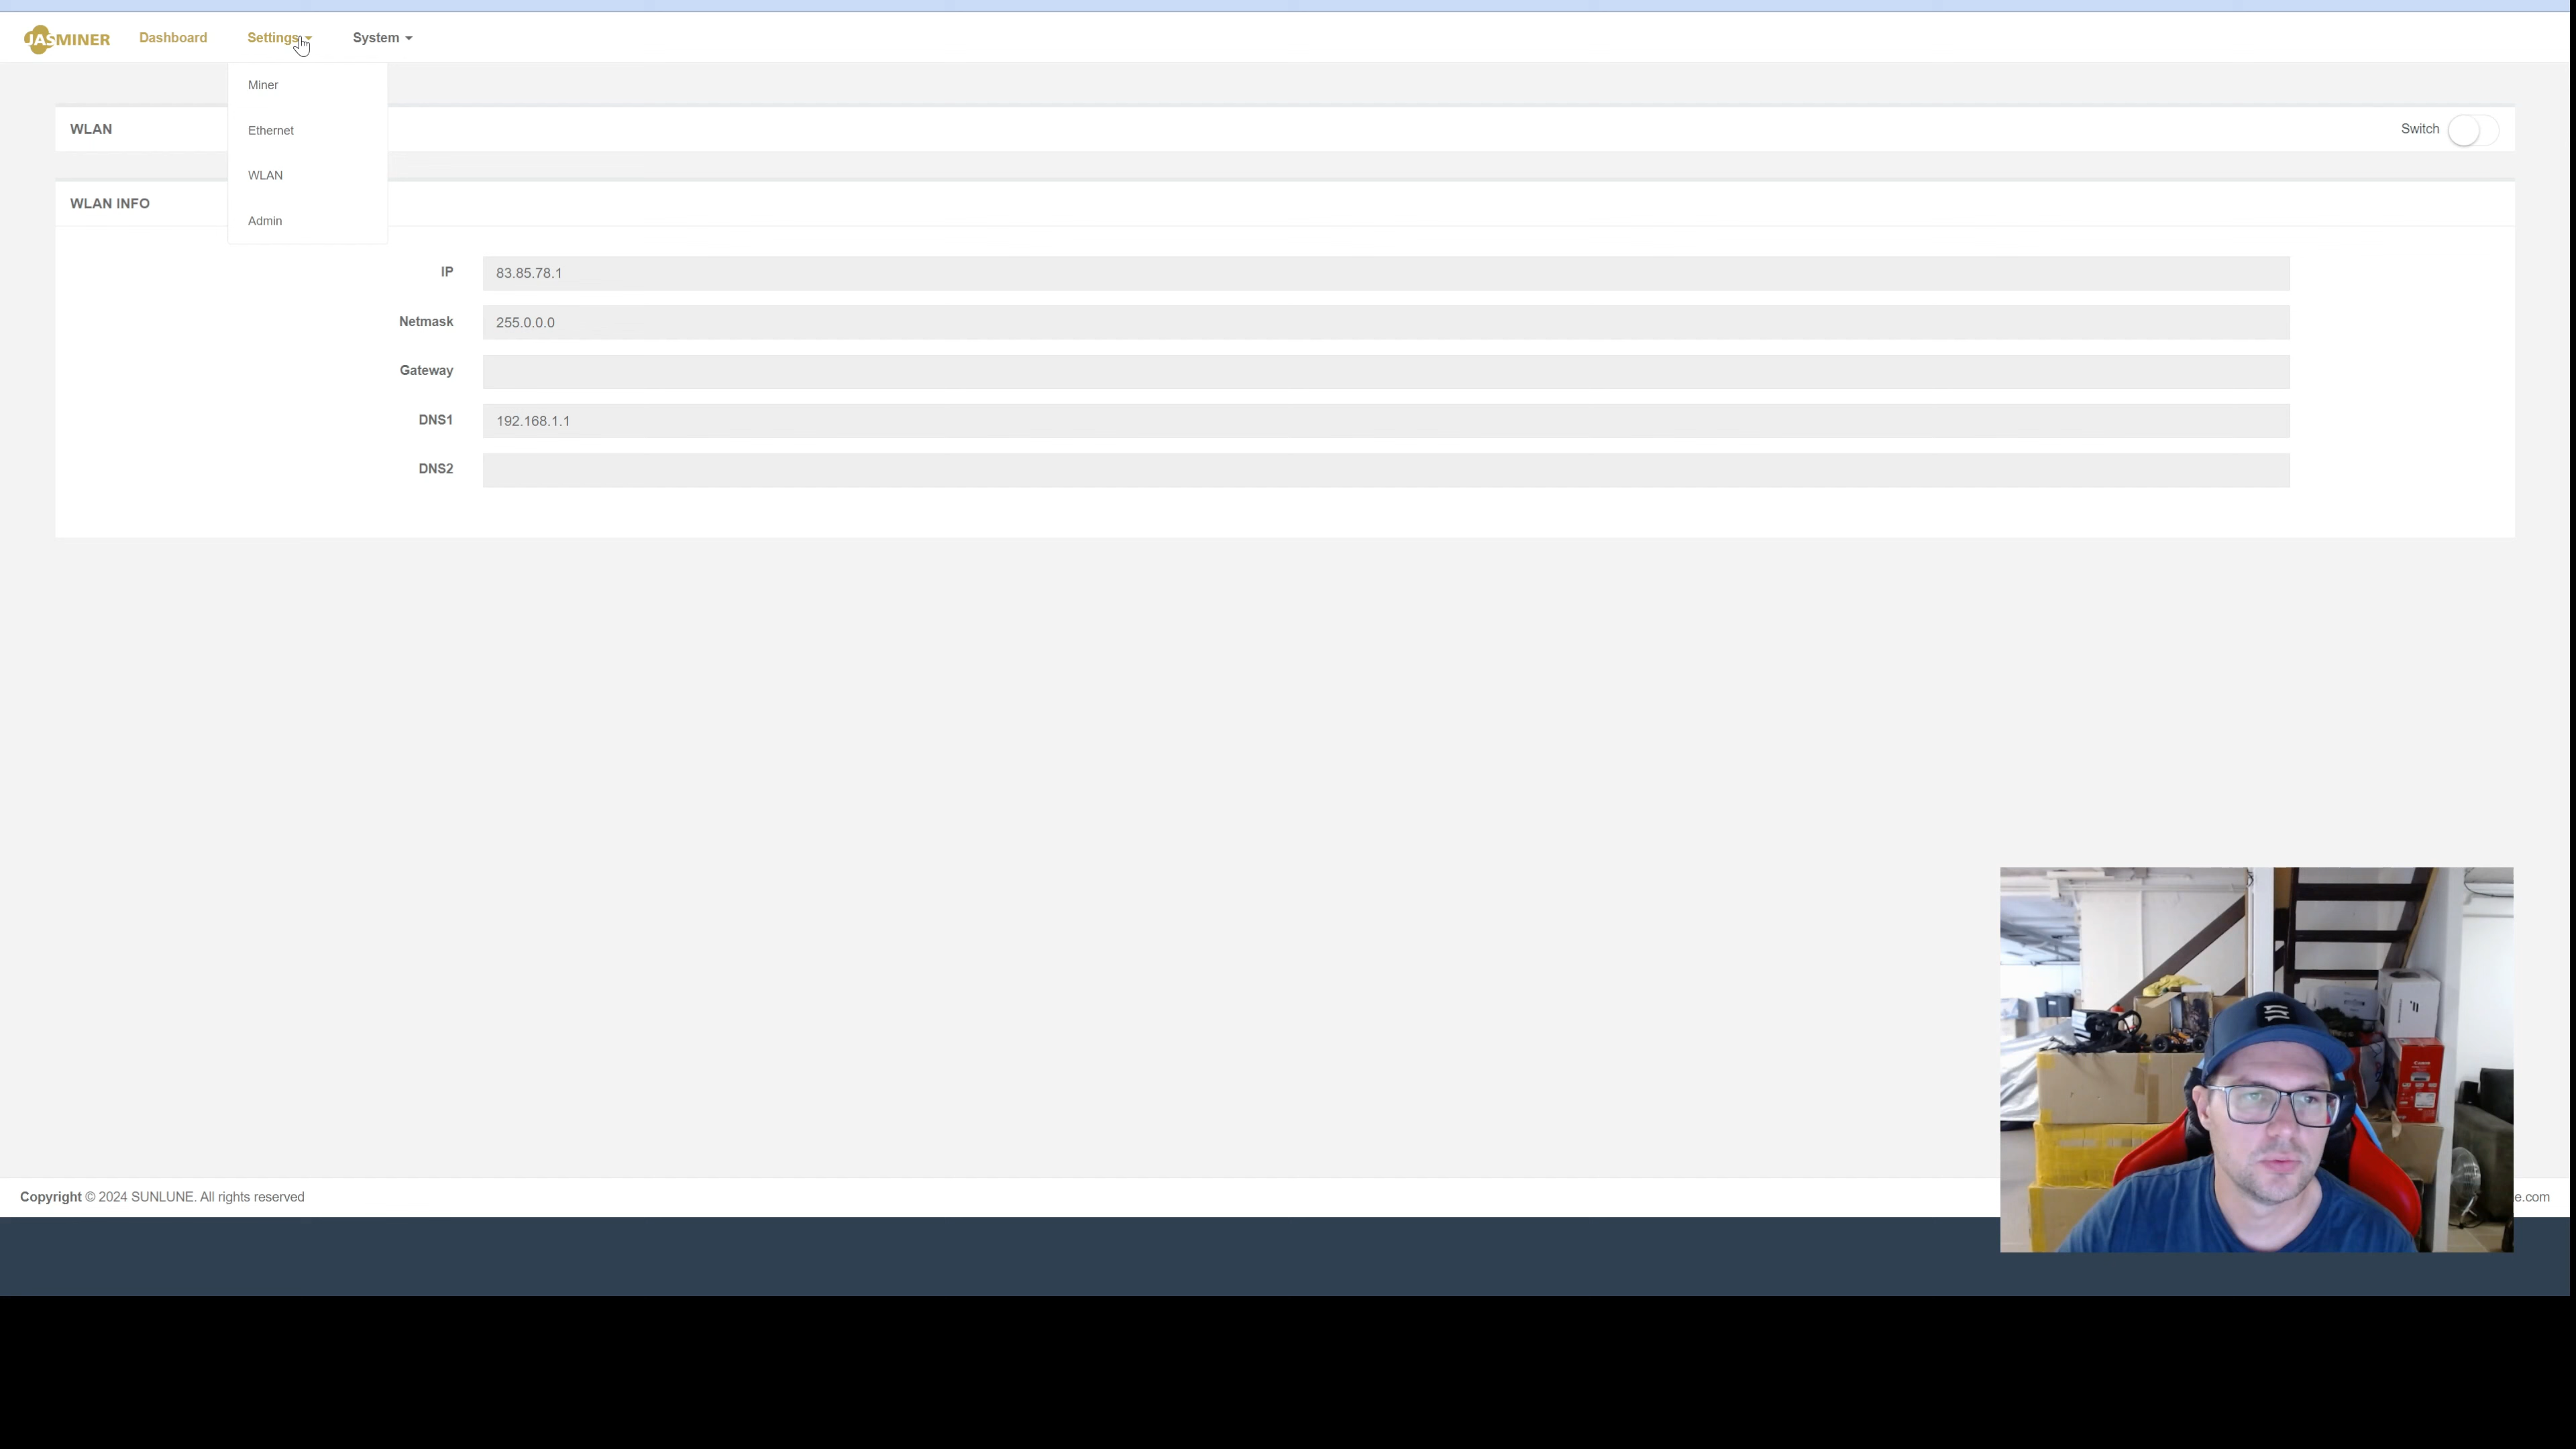 JASMINER Dashboard Settings System
Miner
Ethernet
WLAN
Admin
WLAN Switch
WLAN INFO
IP 83.85.78.1
Netmask 255.0.0.0
Gateway
DNS1 192.168.1.1
DNS2
Canon
Copyright © 2024 SUNLUNE. All rights reserved
e.com